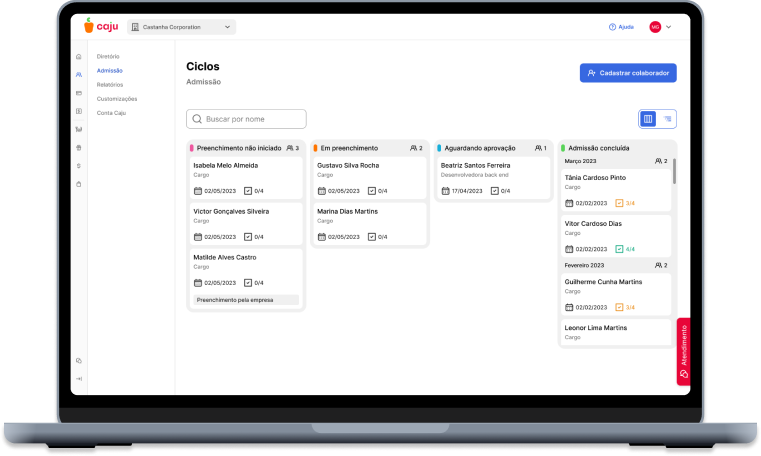 caju
Castanha Corporation
Ajuda
MG
Diretório
Admissão
Relatórios
Customizações
Conta Caju
Ciclos
Admissão
Cadastrar colaborador
Buscar por nome
Preenchimento não iniciado 3
Isabela Melo Almeida
Cargo
02/05/2023 0/4
Victor Gonçalves Silveira
Cargo
02/05/2023 0/4
Matilde Alves Castro
Cargo
02/05/2023 0/4
Preenchimento pela empresa
Em preenchimento 2
Gustavo Silva Rocha
Cargo
02/05/2023 0/4
Marina Dias Martins
Cargo
02/05/2023 0/4
Aguardando aprovação 1
Beatriz Santos Ferreira
Desenvolvedora back end
17/04/2023 0/4
Admissão concluída
Março 2023 2
Tânia Cardoso Pinto
Cargo
02/02/2023 3/4
Vitor Cardoso Dias
Cargo
02/02/2023 4/4
Fevereiro 2023 2
Guilherme Cunha Martins
Cargo
02/02/2023 3/4
Leonor Lima Martins
Cargo
Atendimento